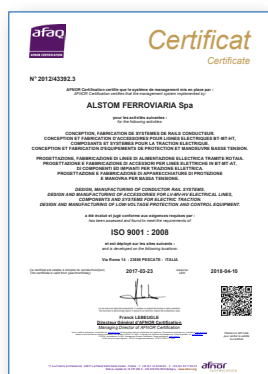 afaq
ISO 9001
Certificat
Certificate
N° 2012/43392.3
AFNOR Certification certifie que le système de management mis en place par :
AFNOR Certification certifies that the management system implemented by:
ALSTOM FERROVIARIA Spa
pour les activités suivantes :
for the following activities:
CONCEPTION, FABRICATION DE SYSTEMES DE RAILS CONDUCTEUR.
CONCEPTION ET FABRICATION D'ACCESSOIRES POUR LIGNES ELECTRIQUES BT-MT-HT,
COMPOSANTS ET SYSTEMES POUR LA TRACTION ELECTRIQUE.
CONCEPTION ET FABRICATION D'EQUIPEMENTS DE PROTECTION ET MANOEUVRE BASSE TENSION.
PROGETTAZIONE, FABBRICAZIONE DI LINEE DI ALIMENTAZIONE ELLECTRICA TRAMITE ROTAIE.
PROGETTAZIONE E FABBRICAZIONE DI ACCESSORI PER LINEE ELETTRICHE IN BT-MT-AT,
DI COMPONENTI ED IMPIANTI PER TRAZIONE ELETTRICA.
PROGETTAZIONE E FABBRICAZIONE DI APPARECCHIATURE DI PROTEZIONE
E MANOVRA PER BASSA TENSIONE.
DESIGN, MANUFACTURING OF CONDUCTOR RAIL SYSTEMS.
DESIGN AND MANUFACTURING OF ACCESSORIES FOR LV-MV-HV ELECTRICAL LINES,
COMPONENTS AND SYSTEMS FOR ELECTRIC TRACTION.
DESIGN AND MANUFACTURING OF LOW-VOLTAGE PROTECTION AND CONTROL EQUIPMENT.
a été évalué et jugé conforme aux exigences requises par :
has been assessed and found to meet the requirements of:
ISO 9001 : 2008
et est déployé sur les sites suivants :
and is developed on the following locations:
Via Roma 14 - 23855 PESCATE - ITALIA
2017-03-23
2018-04-10
Franck LEBEUGLE
Directeur Général d'AFNOR Certification
Managing Director of AFNOR Certification
afnor